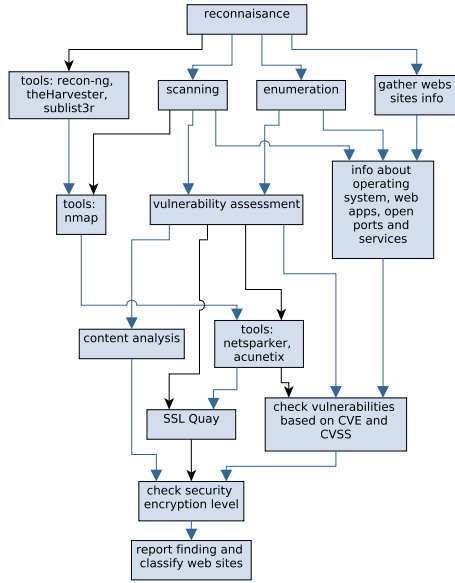 reconnaisance
tools: recon-ng,
theHarvester,
sublist3r
scanning
enumeration
gather webs
sites info
tools:
nmap
vulnerability assessment
info about
operating
system, web
apps, open
ports and
services
content analysis
tools:
netsparker,
acunetix
SSL Quay
check vulnerabilities
based on CVE and
CVSS
check security
encryption level
report finding and
classify web sites